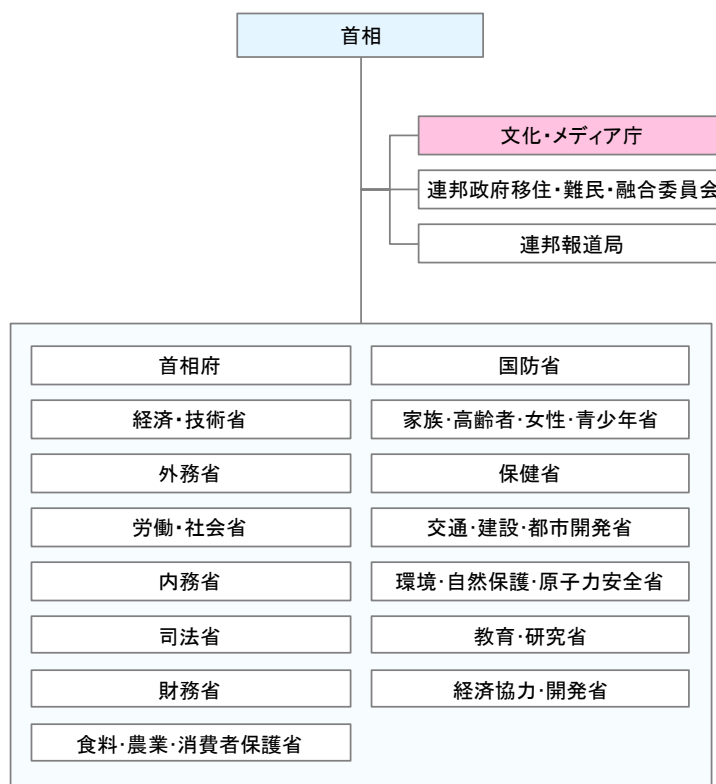 首相
文化・メディア庁
連邦政府移住・難民・融合委員会
連邦報道局
首相府
国防省
経済・技術省
家族・高齢者・女性・青少年省
外務省
保健省
労働・社会省
交通・建設・都市開発省
内務省
環境・自然保護・原子力安全省
司法省
教育・研究省
財務省
経済協力・開発省
食料・農業・消費者保護省